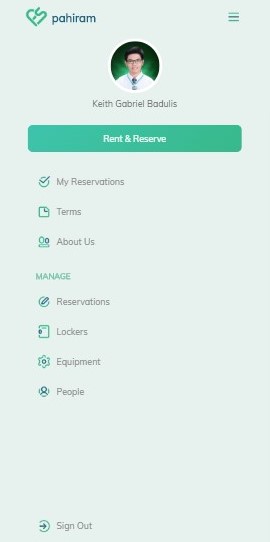 pahiram
Keith Gabriel Badulis
Rent & Reserve
My Reservations
Terms
About Us
MANAGE
Reservations
Lockers
Equipment
People
Sign Out